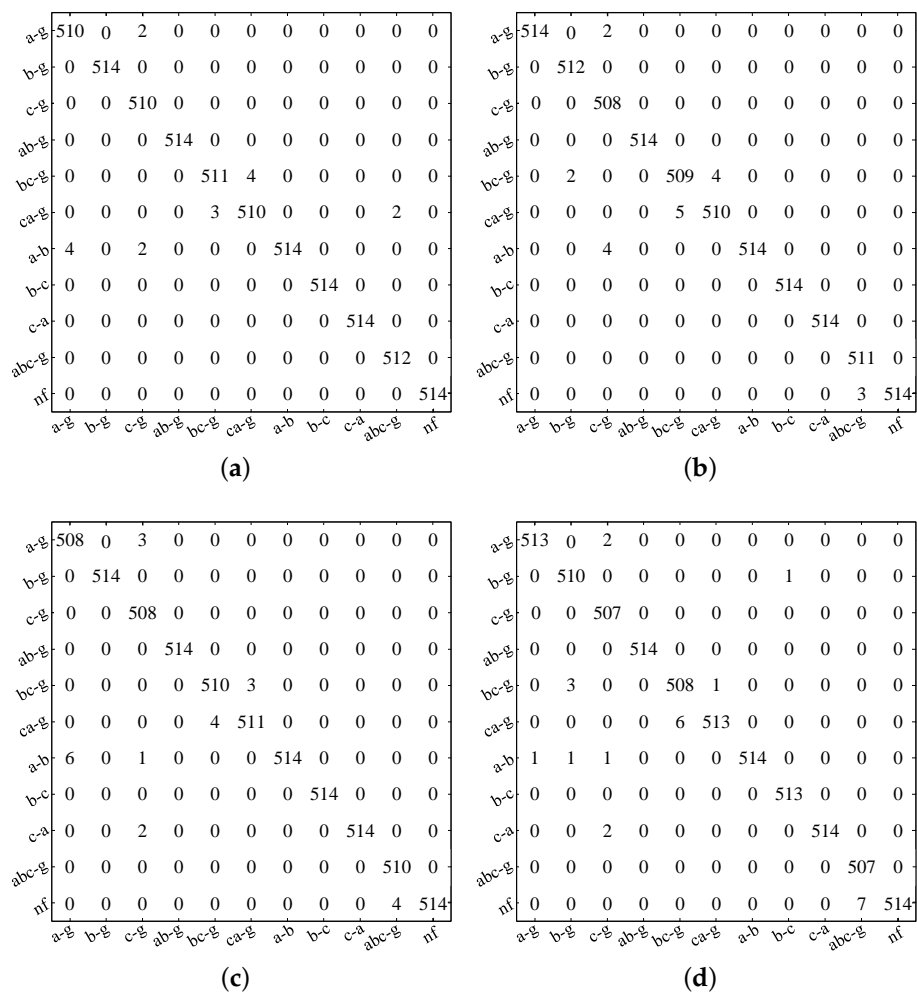 a-g 510 0 2 0 0 0 0 0 0 0 0
b-g 0 514 0 0 0 0 0 0 0 0 0
c-g 0 0 510 0 0 0 0 0 0 0 0
ab-g 0 0 0 514 0 0 0 0 0 0 0
bc-g 0 0 0 0 511 4 0 0 0 0 0
ca-g 0 0 0 0 3 510 0 0 0 2 0
a-b 4 0 2 0 0 0 514 0 0 0 0
b-c 0 0 0 0 0 0 0 514 0 0 0
c-a 0 0 0 0 0 0 0 0 514 0 0
abc-g 0 0 0 0 0 0 0 0 0 512 0
nf 0 0 0 0 0 0 0 0 0 0 514
a-g b-g c-g ab-g bc-g ca-g a-b b-c c-a abc-g nf
(a)
a-g 514 0 2 0 0 0 0 0 0 0 0
b-g 0 512 0 0 0 0 0 0 0 0 0
c-g 0 0 508 0 0 0 0 0 0 0 0
ab-g 0 0 0 514 0 0 0 0 0 0 0
bc-g 0 2 0 0 509 4 0 0 0 0 0
ca-g 0 0 0 0 5 510 0 0 0 0 0
a-b 0 0 4 0 0 0 514 0 0 0 0
b-c 0 0 0 0 0 0 0 514 0 0 0
c-a 0 0 0 0 0 0 0 0 514 0 0
abc-g 0 0 0 0 0 0 0 0 0 511 0
nf 0 0 0 0 0 0 0 0 0 3 514
a-g b-g c-g ab-g bc-g ca-g a-b b-c c-a abc-g nf
(b)
a-g 508 0 3 0 0 0 0 0 0 0 0
b-g 0 514 0 0 0 0 0 0 0 0 0
c-g 0 0 508 0 0 0 0 0 0 0 0
ab-g 0 0 0 514 0 0 0 0 0 0 0
bc-g 0 0 0 0 510 3 0 0 0 0 0
ca-g 0 0 0 0 4 511 0 0 0 0 0
a-b 6 0 1 0 0 0 514 0 0 0 0
b-c 0 0 0 0 0 0 0 514 0 0 0
c-a 0 0 2 0 0 0 0 0 514 0 0
abc-g 0 0 0 0 0 0 0 0 0 510 0
nf 0 0 0 0 0 0 0 0 0 4 514
a-g b-g c-g ab-g bc-g ca-g a-b b-c c-a abc-g nf
(c)
a-g 513 0 2 0 0 0 0 0 0 0 0
b-g 0 510 0 0 0 0 0 1 0 0 0
c-g 0 0 507 0 0 0 0 0 0 0 0
ab-g 0 0 0 514 0 0 0 0 0 0 0
bc-g 0 3 0 0 508 1 0 0 0 0 0
ca-g 0 0 0 0 6 513 0 0 0 0 0
a-b 1 1 1 0 0 0 514 0 0 0 0
b-c 0 0 0 0 0 0 0 513 0 0 0
c-a 0 0 2 0 0 0 0 0 514 0 0
abc-g 0 0 0 0 0 0 0 0 0 507 0
nf 0 0 0 0 0 0 0 0 0 7 514
a-g b-g c-g ab-g bc-g ca-g a-b b-c c-a abc-g nf
(d)